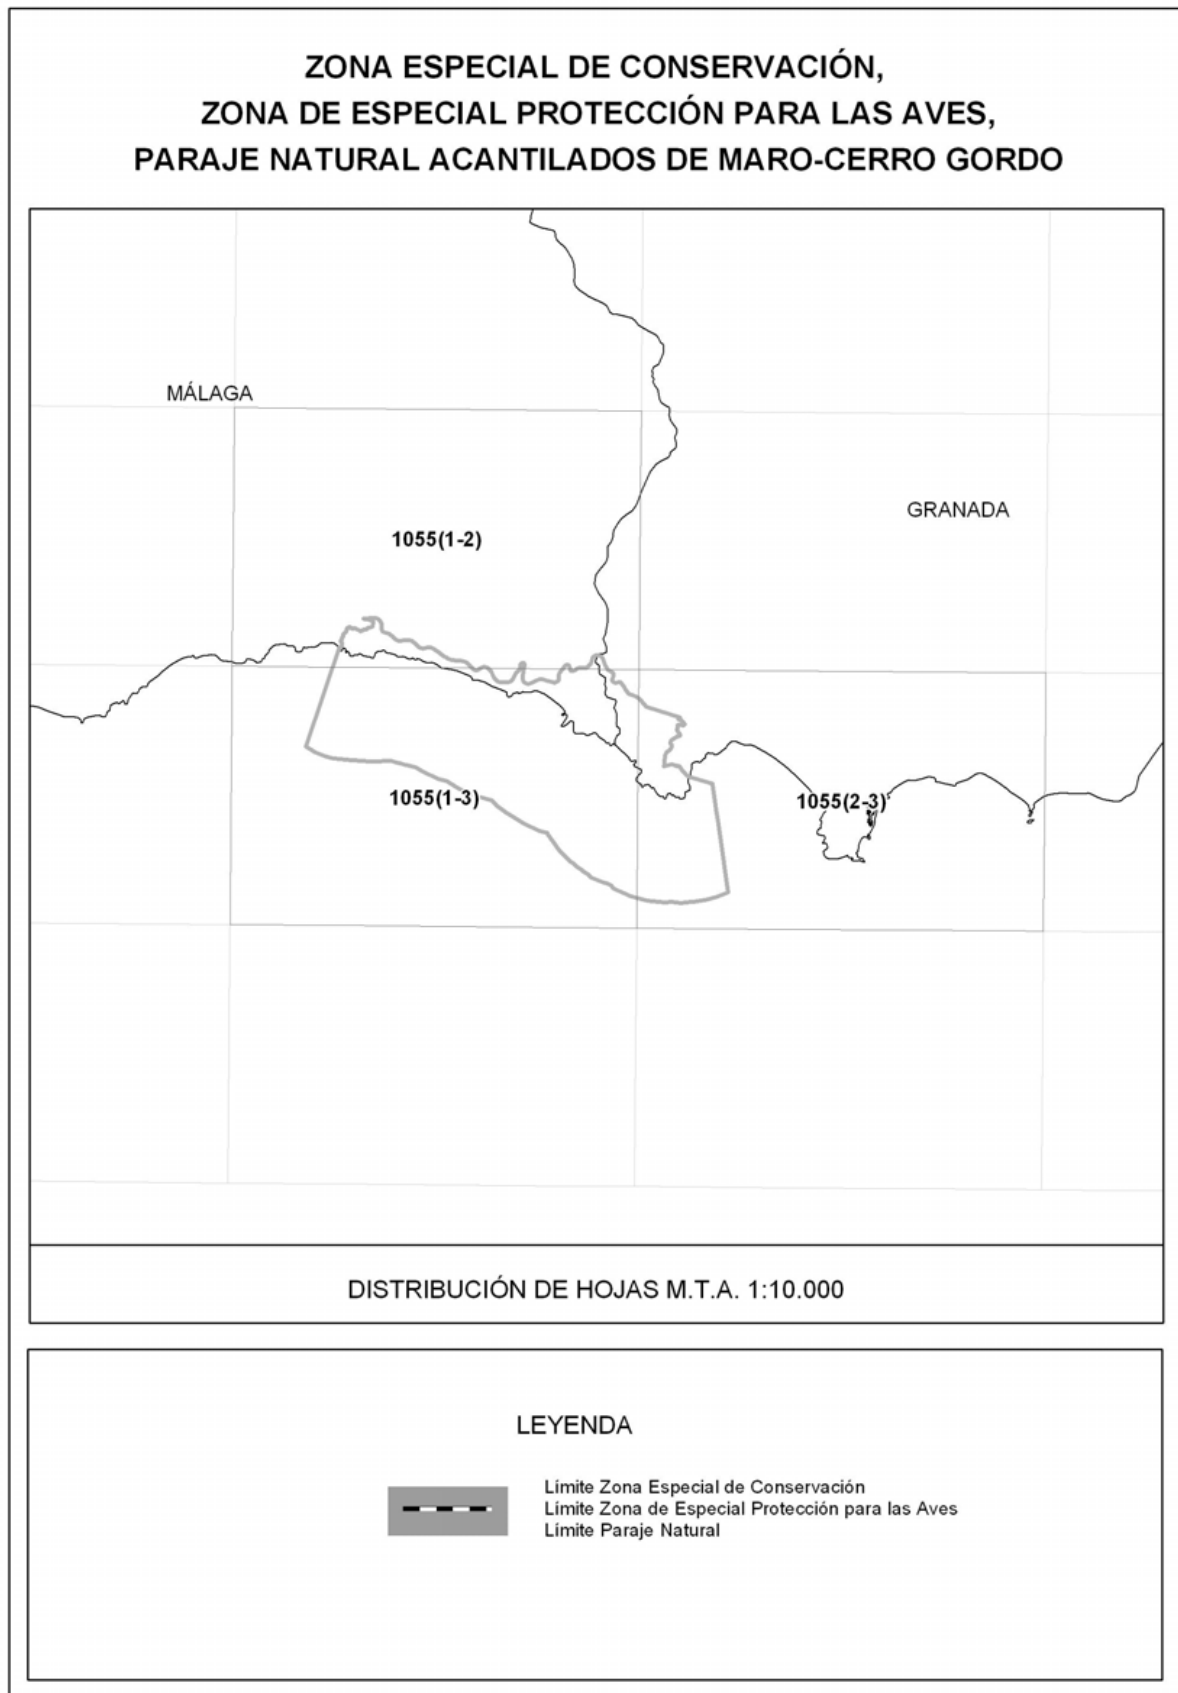 ZONA ESPECIAL DE CONSERVACIÓN,
ZONA DE ESPECIAL PROTECCIÓN PARA LAS AVES,
PARAJE NATURAL ACANTILADOS DE MARO-CERRO GORDO
MÁLAGA
GRANADA
1055(1-2)
1055(1-3)
1055(2-3)
DISTRIBUCIÓN DE HOJAS M.T.A. 1:10.000
LEYENDA
Límite Zona Especial de Conservación
Límite Zona de Especial Protección para las Aves
Límite Paraje Natural